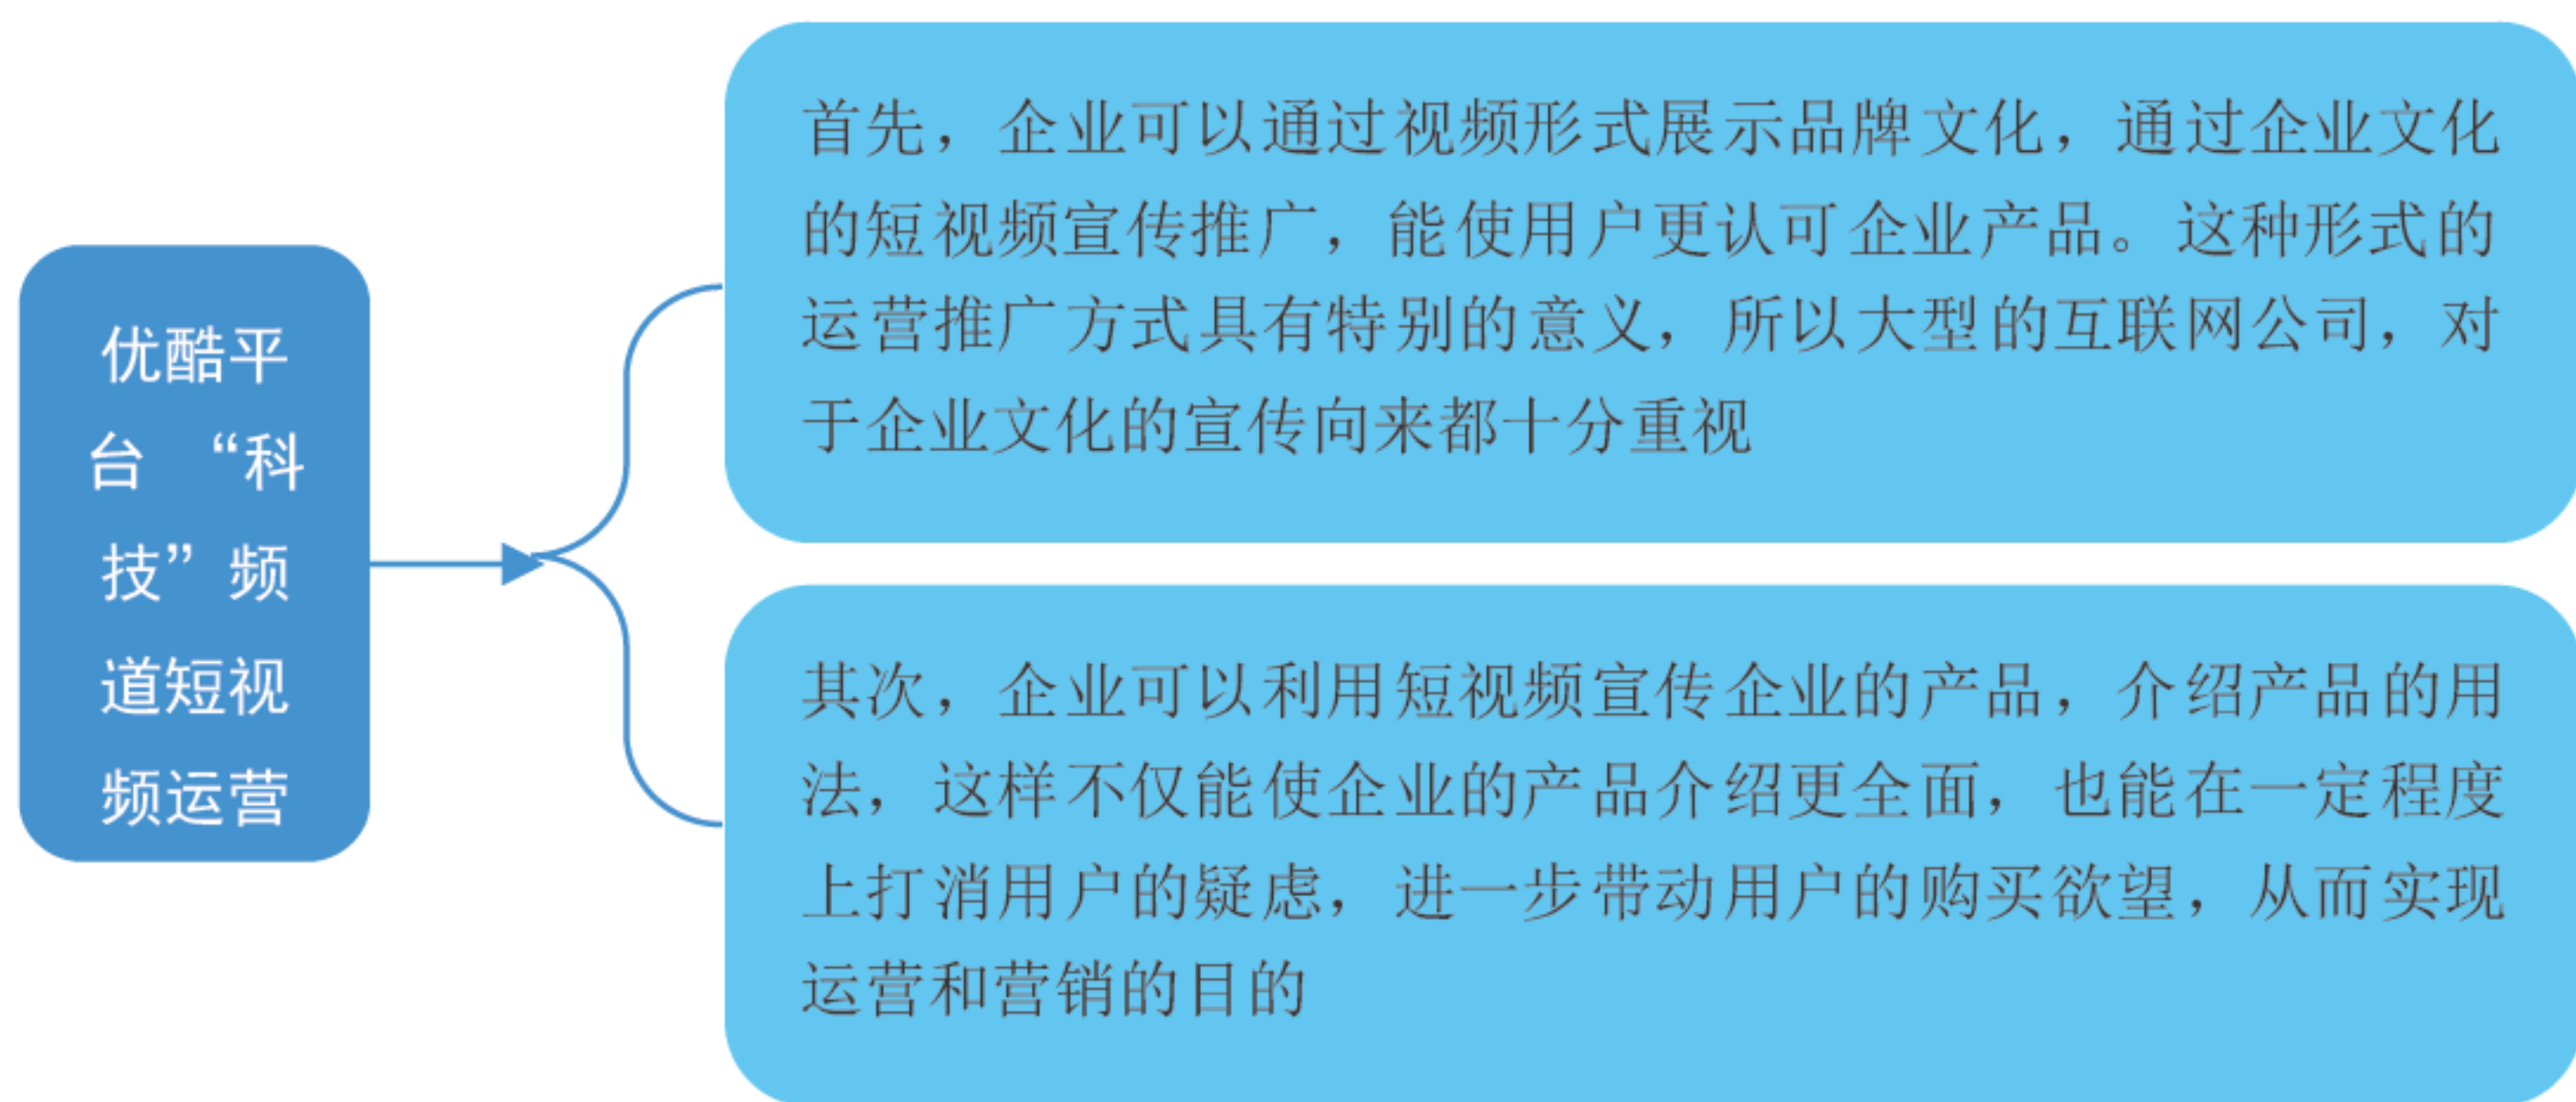 优酷平
台 “科
技”频
道短视
频运营
首先，企业可以通过视频形式展示品牌文化，通过企业文化
的短视频宣传推广，能使用户更认可企业产品。这种形式的
运营推广方式具有特别的意义，所以大型的互联网公司，对
于企业文化的宣传向来都十分重视
其次，企业可以利用短视频宣传企业的产品，介绍产品的用
法，这样不仅能使企业的产品介绍更全面，也能在一定程度
上打消用户的疑虑，进一步带动用户的购买欲望，从而实现
运营和营销的目的